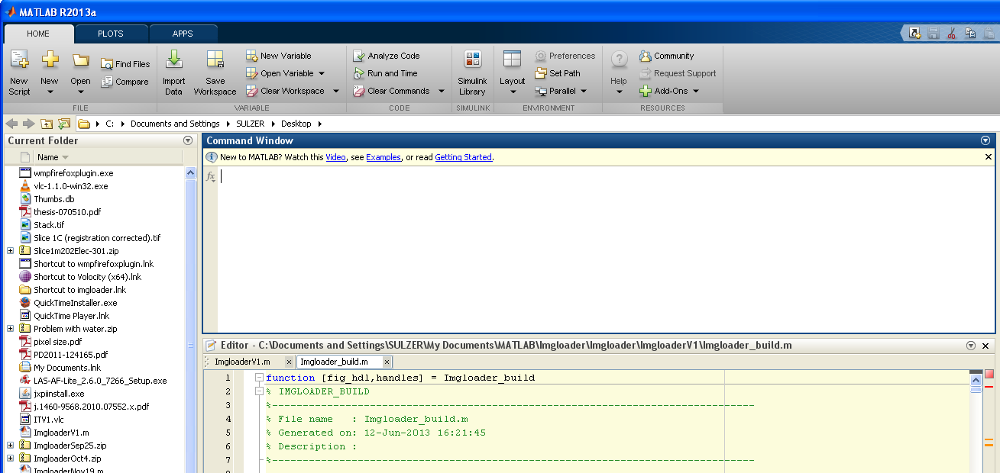 MATLAB R2013a
HOME PLOTS APPS
New Script New Open Find Files Compare
FILE
Import Data Save Workspace New Variable Open Variable Clear Workspace
VARIABLE
Analyze Code Run and Time Clear Commands
CODE
Simulink Library
SIMULINK
Layout Preferences Set Path Parallel
ENVIRONMENT
? Help Community Request Support Add-Ons
RESOURCES
C: Documents and Settings SULZER Desktop
Current Folder
Name
wmpfirefoxplugin.exe
vlc-1.1.0-win32.exe
Thumbs.db
thesis-070510.pdf
Stack.tif
Slice 1C (registration corrected).tif
Slice1m202Elec-301.zip
Shortcut to wmpfirefoxplugin.lnk
Shortcut to Volocity (x64).lnk
Shortcut to imgloader.lnk
QuickTimeInstaller.exe
QuickTime Player.lnk
Problem with water.zip
pixel size.pdf
PD2011-124165.pdf
My Documents.lnk
LAS-AF-Lite_2.6.0_7266_Setup.exe
jxpiinstall.exe
j.1460-9568.2010.07552.x.pdf
ITV1.vlc
ImgloaderV1.m
ImgloaderSep25.zip
ImgloaderOct4.zip
ImgloaderNov19.m
Command Window
New to MATLAB? Watch this Video, see Examples, or read Getting Started.
fx
Editor - C:\Documents and Settings\SULZER\My Documents\MATLAB\Imgloader\Imgloader\ImgloaderV1\Imgloader_build.m
ImgloaderV1.m Imgloader_build.m
1 function [fig_hdl,handles] = Imgloader_build
2 % IMGLOADER_BUILD
3 %-------------------------------------------------------------------------------
4 % File name : Imgloader_build.m
5 % Generated on: 12-Jun-2013 16:21:45
6 % Description :
7 %-------------------------------------------------------------------------------